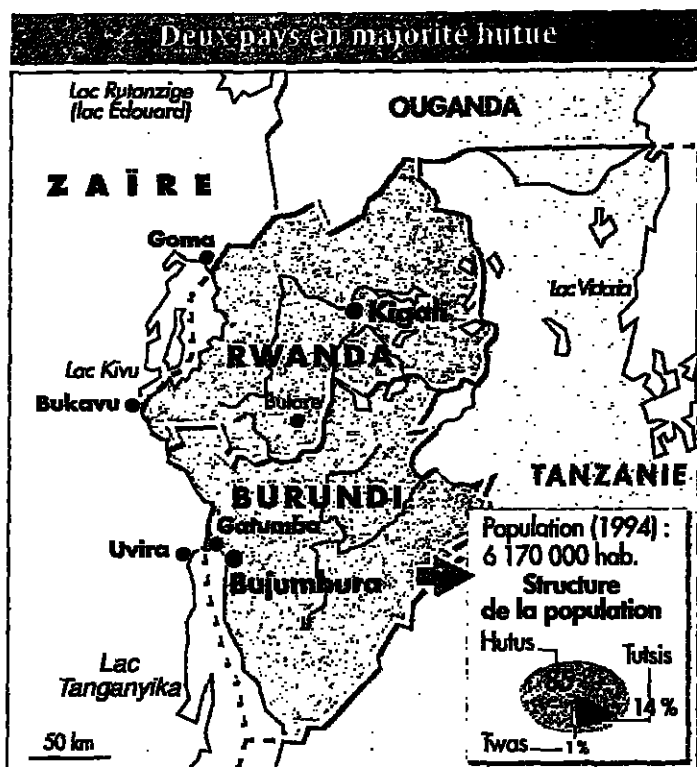 Deux pays en majorité hutue
Lac Rutanzige
(lac Édouard)
OUGANDA
ZAÏRE
Goma
Kigali
Lac Victoria
RWANDA
Lac Kivu
Bukavu
Butare
TANZANIE
BURUNDI
Gatumba
Uvira
Bujumbura
Population (1994) :
6 170 000 hab.
Structure
de la population
Hutus
Tutsis
14 %
Twas
1 %
Lac
Tanganyika
50 km